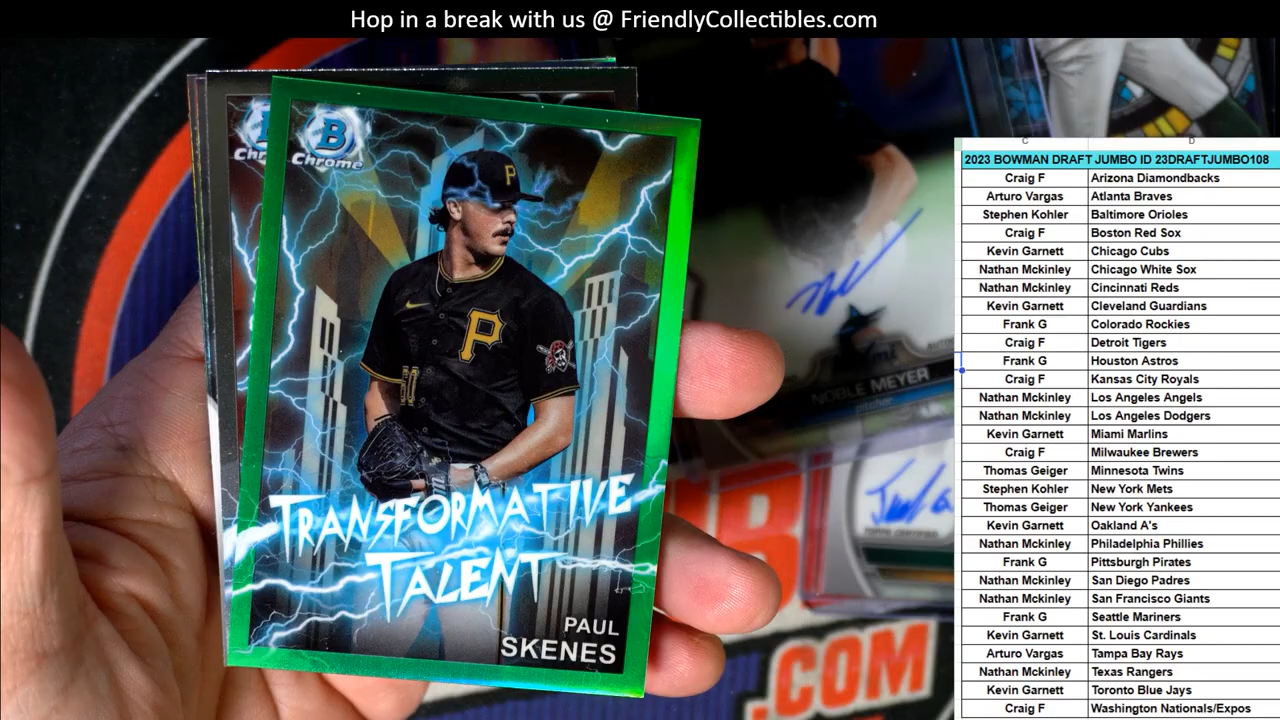 Hop in a break with us @ FriendlyCollectibles.com
B
Chrome
P
P
TRANSFORMATIVE
TALENT
PAUL
SKENES
NOBLE MEYER
pitcher
.COM
C D
2023 BOWMAN DRAFT JUMBO ID 23DRAFTJUMBO108
Craig F Arizona Diamondbacks
Arturo Vargas Atlanta Braves
Stephen Kohler Baltimore Orioles
Craig F Boston Red Sox
Kevin Garnett Chicago Cubs
Nathan Mckinley Chicago White Sox
Nathan Mckinley Cincinnati Reds
Kevin Garnett Cleveland Guardians
Frank G Colorado Rockies
Craig F Detroit Tigers
Frank G Houston Astros
Craig F Kansas City Royals
Nathan Mckinley Los Angeles Angels
Nathan Mckinley Los Angeles Dodgers
Kevin Garnett Miami Marlins
Craig F Milwaukee Brewers
Thomas Geiger Minnesota Twins
Stephen Kohler New York Mets
Thomas Geiger New York Yankees
Kevin Garnett Oakland A's
Nathan Mckinley Philadelphia Phillies
Frank G Pittsburgh Pirates
Nathan Mckinley San Diego Padres
Nathan Mckinley San Francisco Giants
Frank G Seattle Mariners
Kevin Garnett St. Louis Cardinals
Arturo Vargas Tampa Bay Rays
Nathan Mckinley Texas Rangers
Kevin Garnett Toronto Blue Jays
Craig F Washington Nationals/Expos